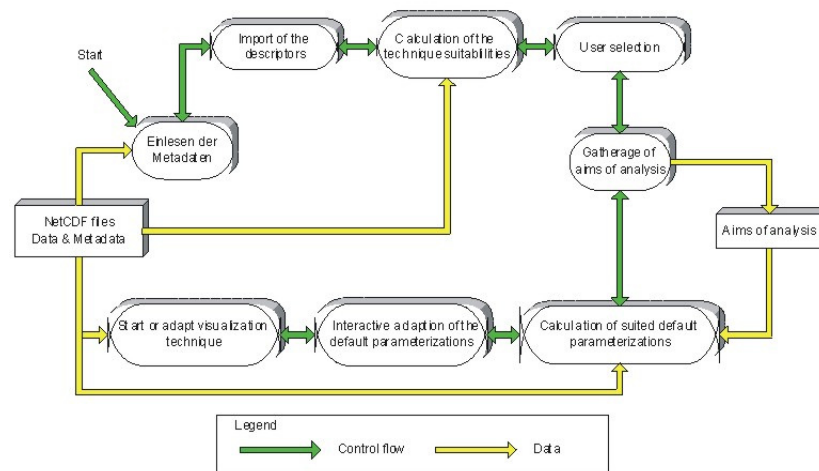 Start
Import of the
descriptors
Calculation of the
technique suitabilities
User selection
Einlesen der
Metadaten
Gatherage of
aims of analysis
NetCDF files
Data & Metadata
Aims of analysis
Start or adapt visualization
technique
Interactive adaption of the
default parameterizations
Calculation of suited default
parameterizations
Legend
Control flow
Data